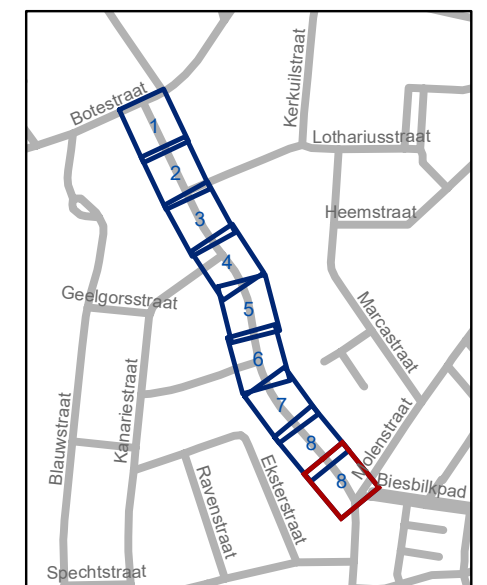 Botestraat
Kerkuilstraat
Lothariusstraat
1
2
Heemstraat
3
4
Geelgorsstraat
5
Marcastraat
6
Kanariestraat
Blauwstraat
7
Molenstraat
8
8
Biesbilkpad
Ravenstraat
Eksterstraat
Spechtstraat